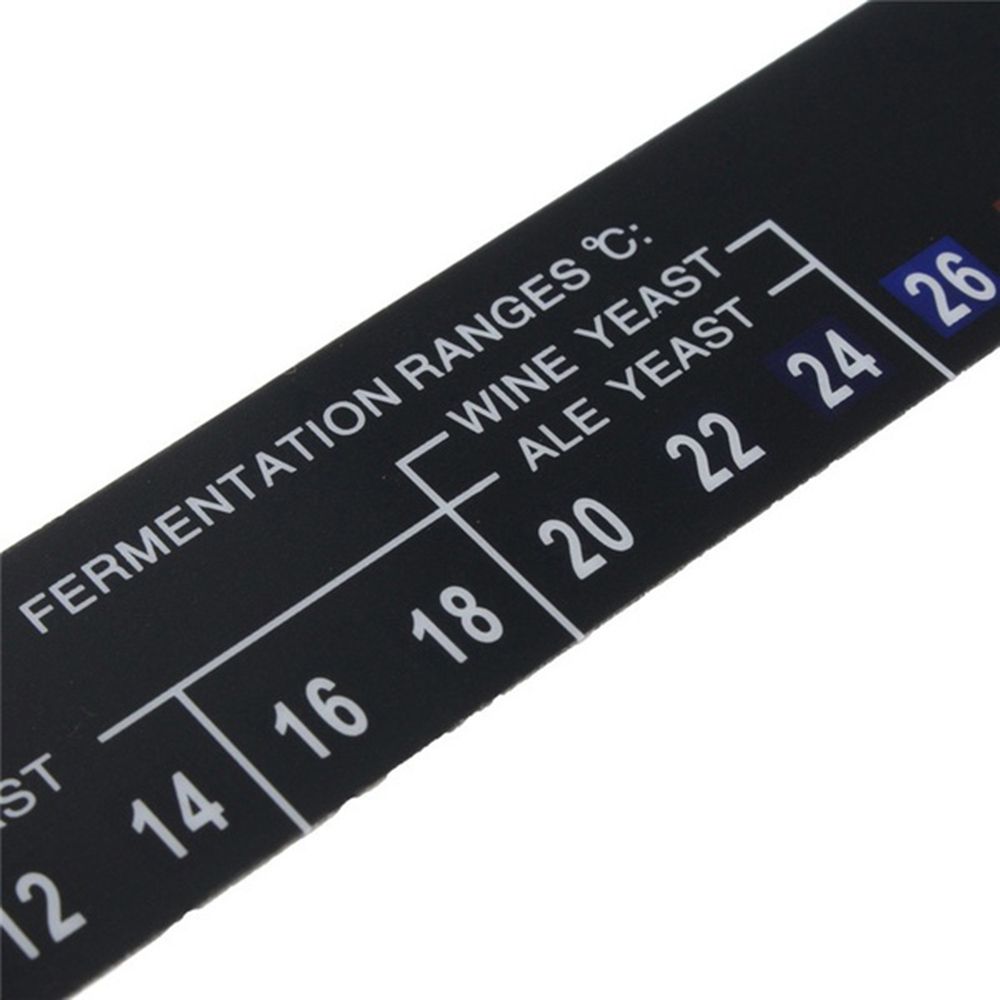 FERMENTATION RANGES °C:
WINE YEAST
ALE YEAST
12 14 16 18 20 22 24 26